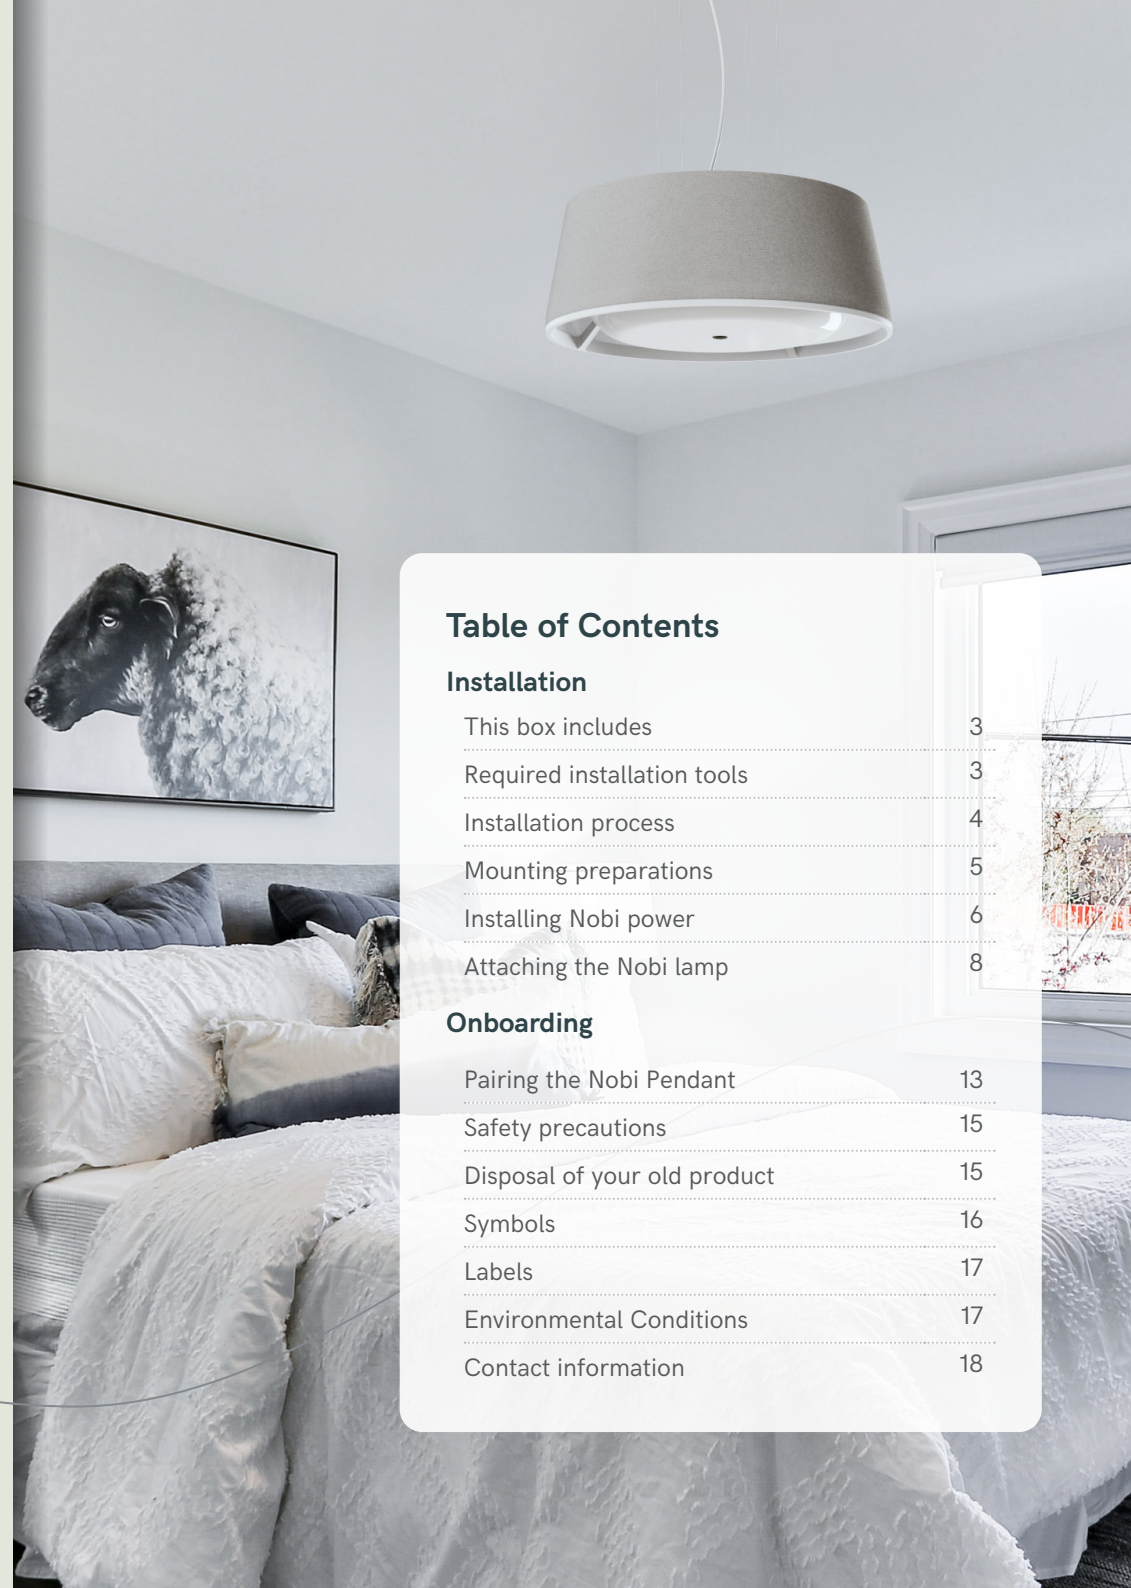 Table of Contents
Installation
This box includes 3
Required installation tools 3
Installation process 4
Mounting preparations 5
Installing Nobi power 6
Attaching the Nobi lamp 8
Onboarding
Pairing the Nobi Pendant 13
Safety precautions 15
Disposal of your old product 15
Symbols 16
Labels 17
Environmental Conditions 17
Contact information 18